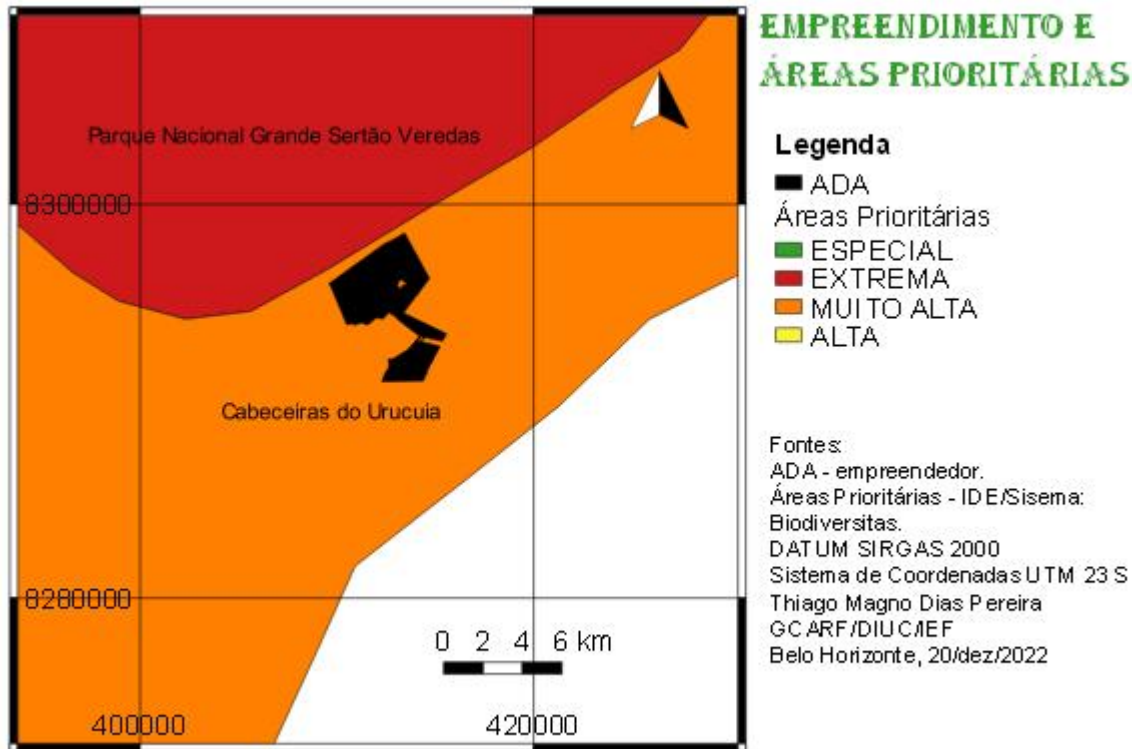 EMPREENDIMENTO E
ÁREAS PRIORITÁRIAS
Parque Nacional Grande Sertão Veredas
8300000
Cabeceiras do Urucuia
8280000
0 2 4 6 km
400000
420000
Legenda
ADA
Áreas Prioritárias
ESPECIAL
EXTREMA
MUITO ALTA
ALTA
Fontes:
ADA - empreendedor.
Áreas Prioritárias - IDE/Sisema:
Biodiversitas.
DATUM SIRGAS 2000
Sistema de Coordenadas UTM 23 S
Thiago Magno Dias Pereira
GCARF/DIUC/IEF
Belo Horizonte, 20/dez/2022